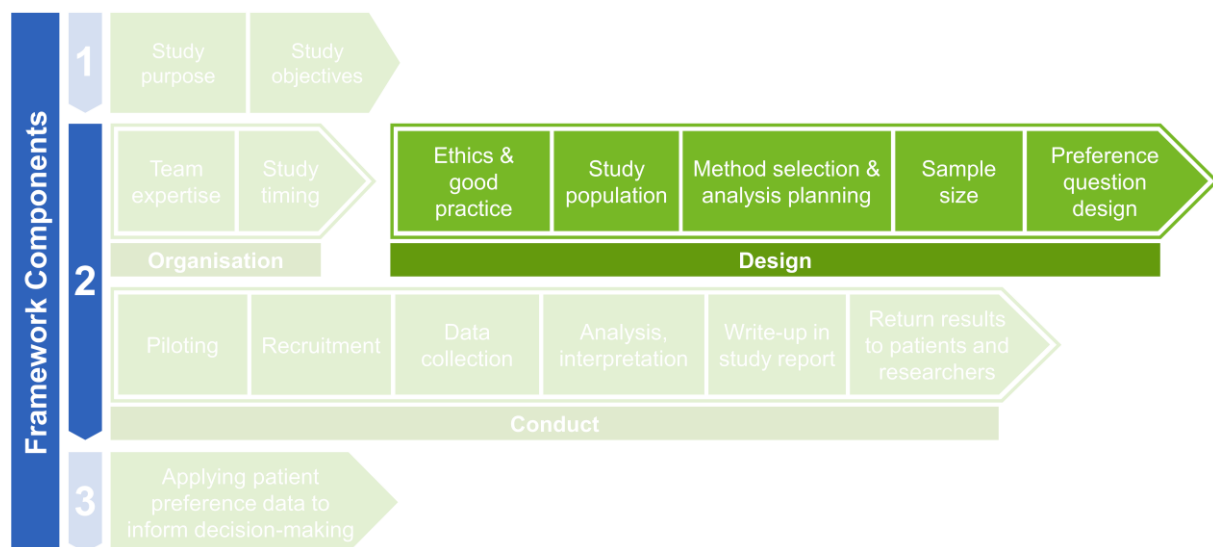 Framework Components
1
Study
purpose
Study
objectives
2
Team
expertise
Study
timing
Organisation
Ethics &
good
practice
Study
population
Method selection &
analysis planning
Sample
size
Preference
question
design
Design
Piloting
Recruitment
Data
collection
Analysis,
interpretation
Write-up in
study report
Return results
to patients and
researchers
Conduct
3
Applying patient
preference data to
inform decision-making